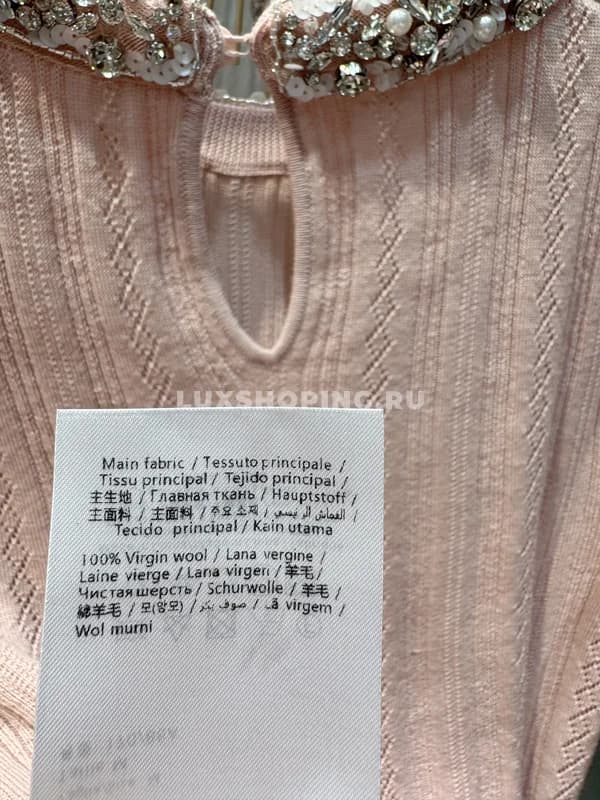 LUXSHOPING.RU
Main fabric / Tessuto principale /
Tissu principal / Tejido principal /
主生地 / Главная ткань / Hauptstoff /
主面料 / 主面料 / 주요 소재 / القماش الرئيسي /
Tecido principal / Kain utama
100% Virgin wool / Lana vergine /
Laine vierge / Lana virgen / 羊毛 /
Чистая шерсть / Schurwolle / 羊毛 /
綿羊毛 / 모(양모) / صوف بكر / virgem /
Wol murni